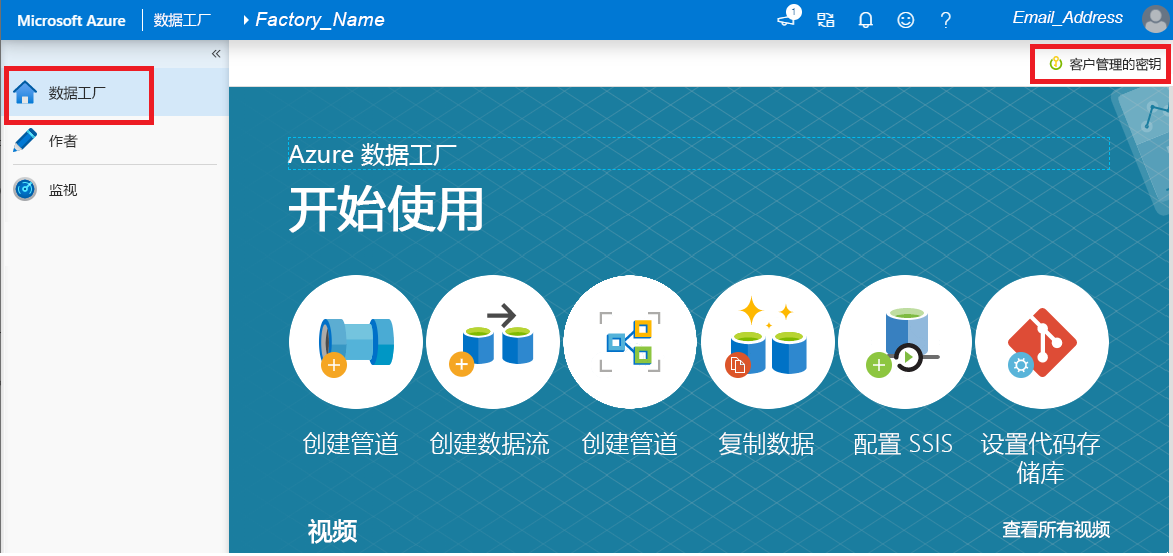 Microsoft Azure 数据工厂 Factory_Name 1 ? Email_Address
«
数据工厂
作者
监视
客户管理的密钥
Azure 数据工厂
开始使用
创建管道 创建数据流 创建管道 复制数据 配置 SSIS 设置代码存
储库
视频 查看所有视频